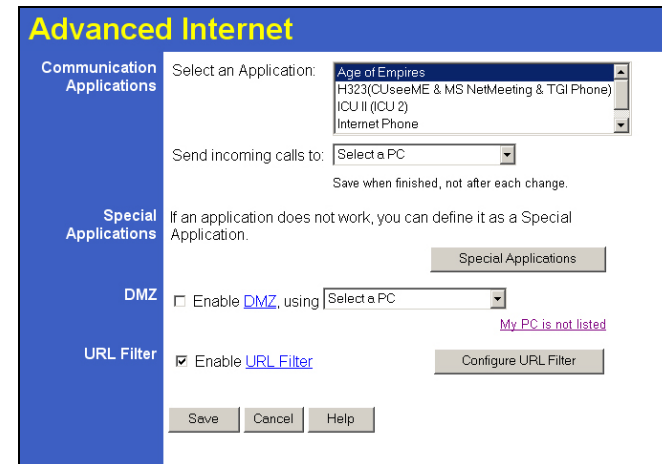 Advanced Internet
Communication Applications
Select an Application:
Age of Empires
H323(CUseeME & MS NetMeeting & TGI Phone)
ICU II (ICU 2)
Internet Phone
Send incoming calls to: Select a PC
Save when finished, not after each change.
Special Applications
If an application does not work, you can define it as a Special
Application.
Special Applications
DMZ
Enable DMZ, using Select a PC
My PC is not listed
URL Filter
Enable URL Filter
Configure URL Filter
Save Cancel Help